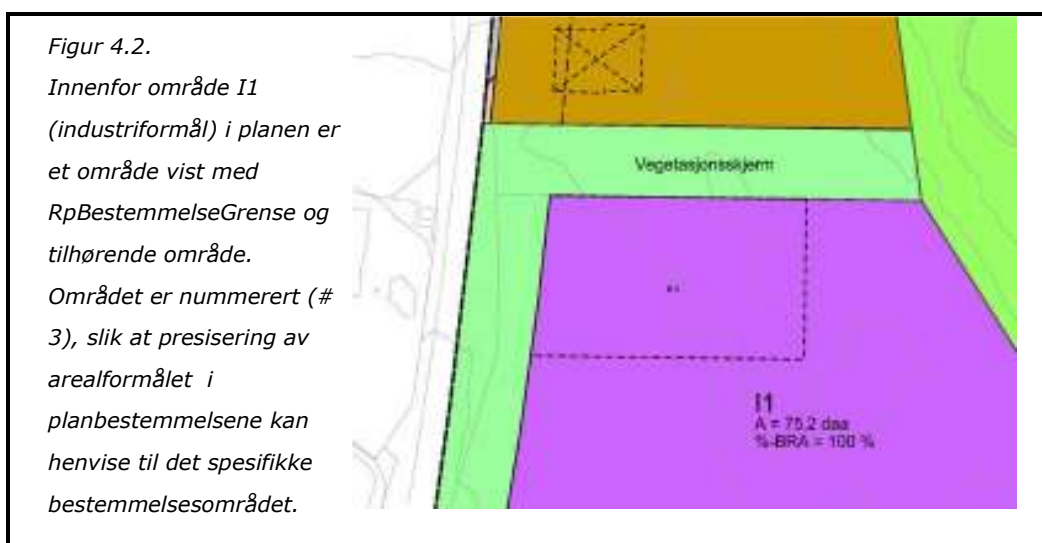 Figur 4.2.
Innenfor område I1
(industriformål) i planen er
et område vist med
RpBestemmelseGrense og
tilhørende område.
Området er nummerert (#
3), slik at presisering av
arealformålet i
planbestemmelsene kan
henvise til det spesifikke
bestemmelsesområdet.
Vegetasjonsskjerm
I1
A = 75,2 daa
%-BRA = 100 %